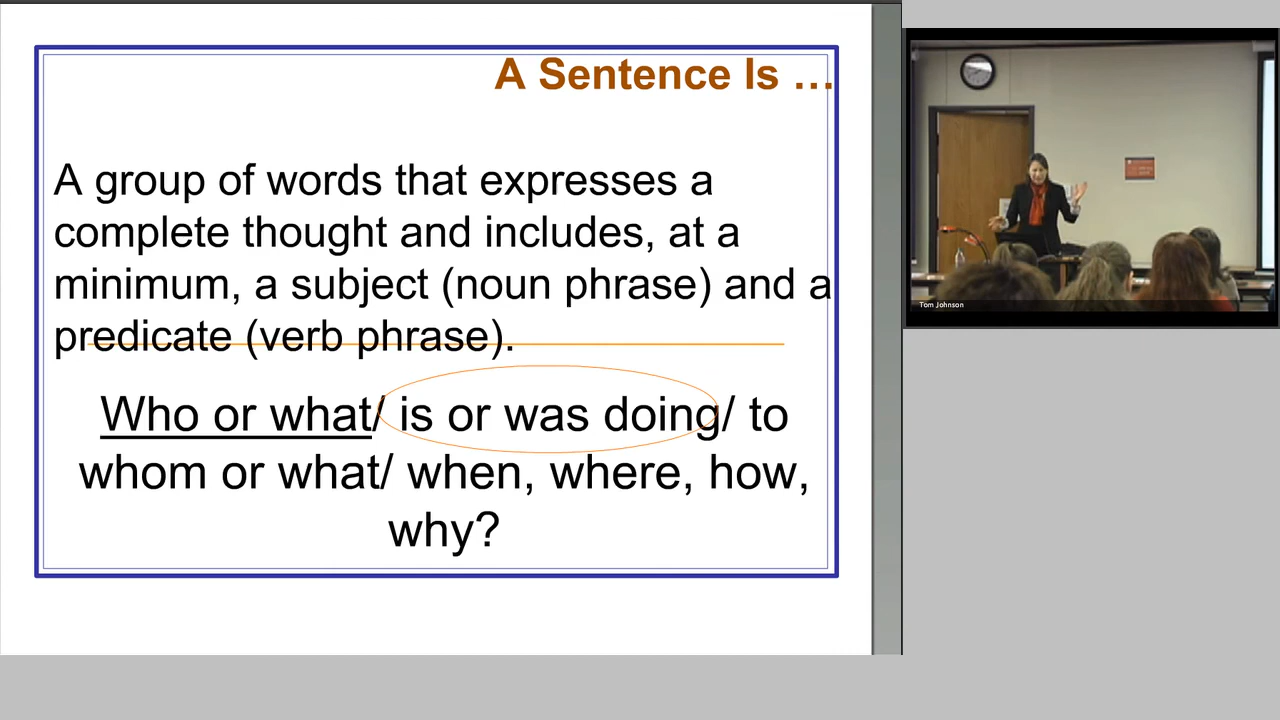 A Sentence Is …
A group of words that expresses a
complete thought and includes, at a
minimum, a subject (noun phrase) and a
predicate (verb phrase).
Who or what/ is or was doing/ to
whom or what/ when, where, how,
why?
Tom Johnson